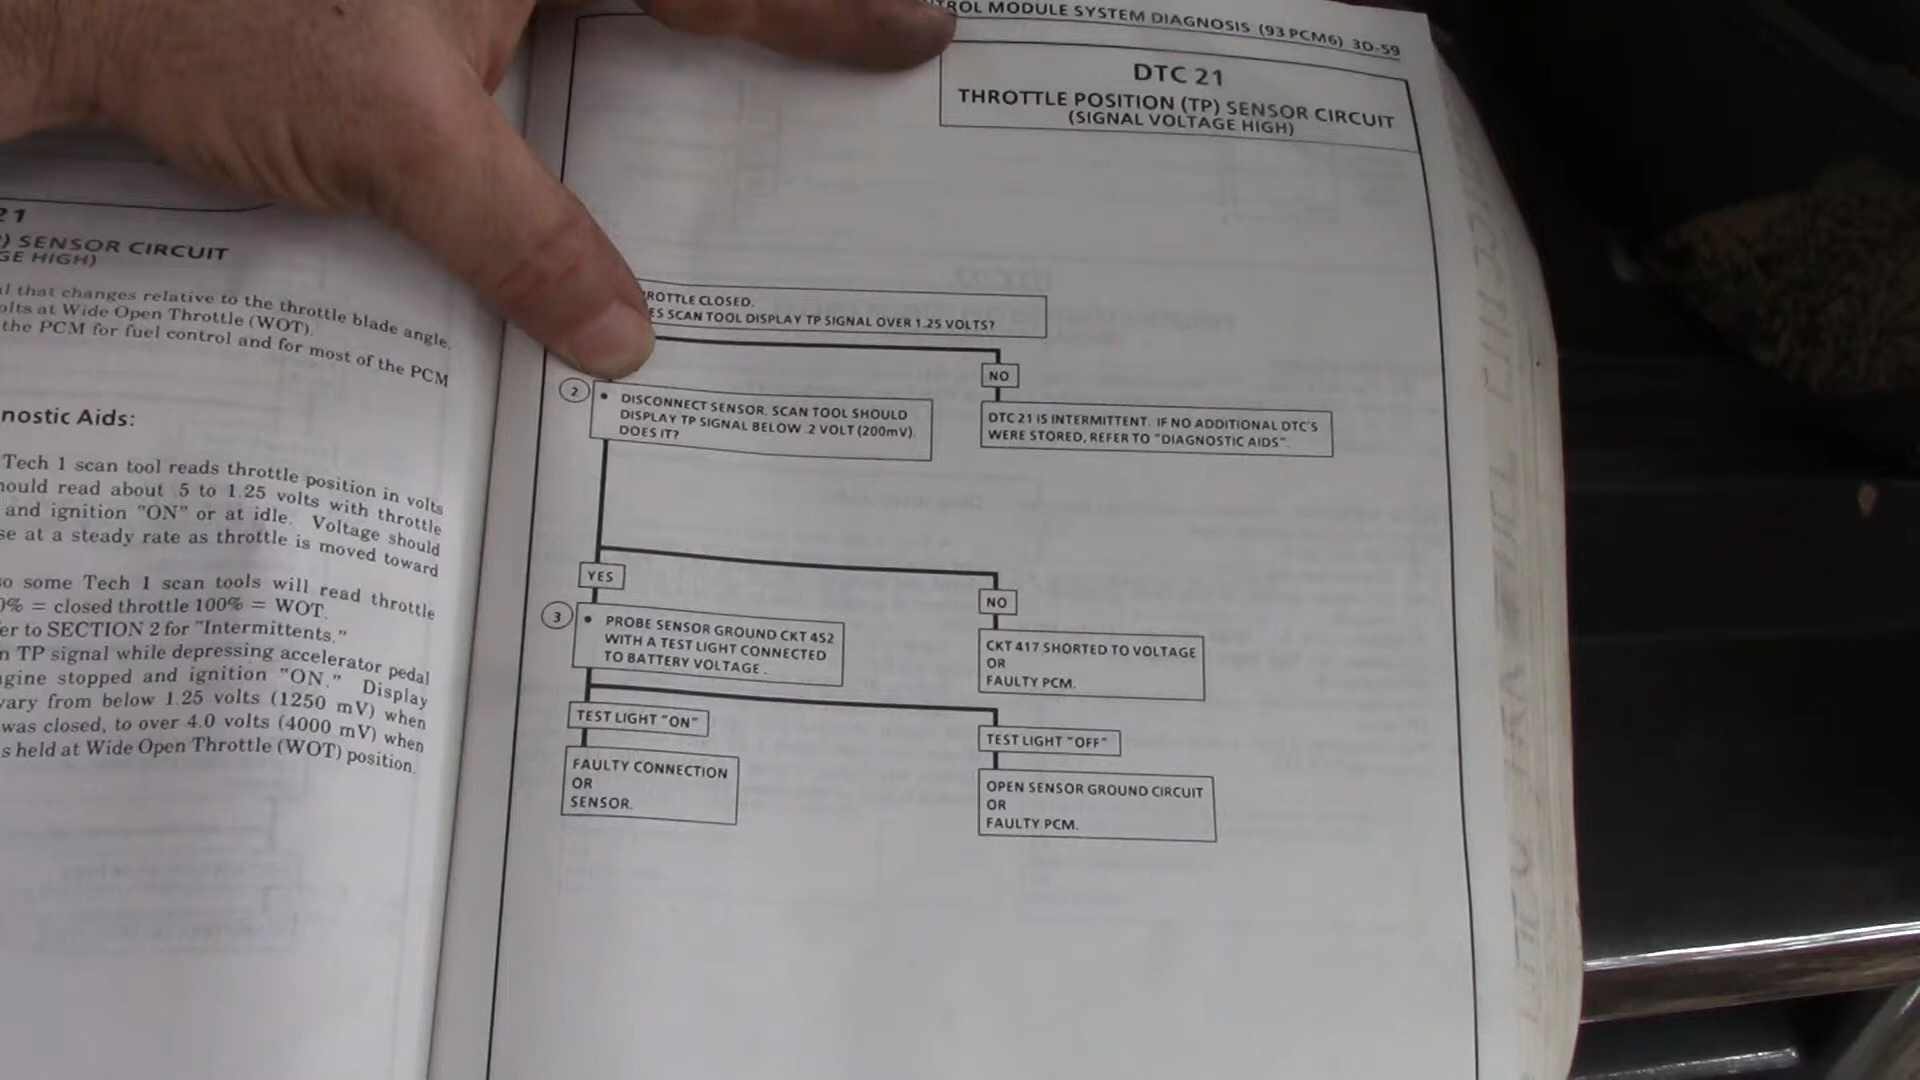 21
) SENSOR CIRCUIT
GE HIGH)
l that changes relative to the throttle blade angle.
olts at Wide Open Throttle (WOT).
the PCM for fuel control and for most of the PCM
nostic Aids:
Tech 1 scan tool reads throttle position in volts
hould read about .5 to 1.25 volts with throttle
and ignition "ON" or at idle. Voltage should
se at a steady rate as throttle is moved toward
so some Tech 1 scan tools will read throttle
0% = closed throttle 100% = WOT.
er to SECTION 2 for "Intermittents."
n TP signal while depressing accelerator pedal
ngine stopped and ignition "ON." Display
vary from below 1.25 volts (1250 mV) when
was closed, to over 4.0 volts (4000 mV) when
s held at Wide Open Throttle (WOT) position.
TROL MODULE SYSTEM DIAGNOSIS (93 PCM6) 3D-59
DTC 21
THROTTLE POSITION (TP) SENSOR CIRCUIT
(SIGNAL VOLTAGE HIGH)
ROTTLE CLOSED.
ES SCAN TOOL DISPLAY TP SIGNAL OVER 1.25 VOLTS?
NO
2
• DISCONNECT SENSOR. SCAN TOOL SHOULD
DISPLAY TP SIGNAL BELOW .2 VOLT (200mV).
DOES IT?
DTC 21 IS INTERMITTENT. IF NO ADDITIONAL DTC'S
WERE STORED, REFER TO "DIAGNOSTIC AIDS".
YES
NO
3
• PROBE SENSOR GROUND CKT 452
WITH A TEST LIGHT CONNECTED
TO BATTERY VOLTAGE.
CKT 417 SHORTED TO VOLTAGE
OR
FAULTY PCM.
TEST LIGHT "ON"
TEST LIGHT "OFF"
FAULTY CONNECTION
OR
SENSOR.
OPEN SENSOR GROUND CIRCUIT
OR
FAULTY PCM.